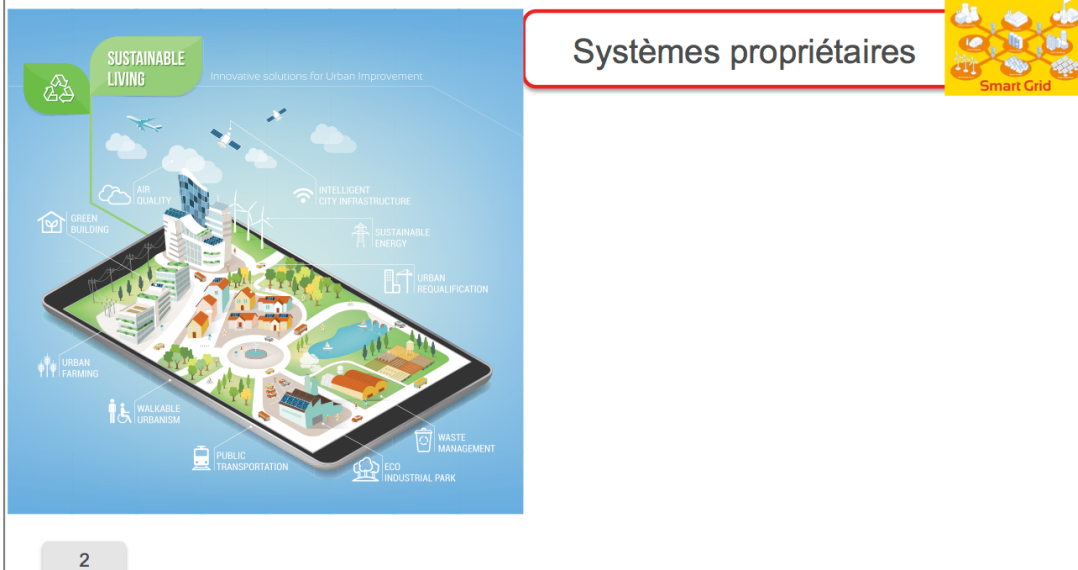 Systèmes propriétaires
Smart Grid
SUSTAINABLE
LIVING
Innovative solutions for Urban Improvement
AIR
QUALITY
INTELLIGENT
CITY INFRASTRUCTURE
GREEN
BUILDING
SUSTAINABLE
ENERGY
URBAN
REQUALIFICATION
URBAN
FARMING
WALKABLE
URBANISM
WASTE
MANAGEMENT
PUBLIC
TRANSPORTATION
ECO
INDUSTRIAL PARK
2